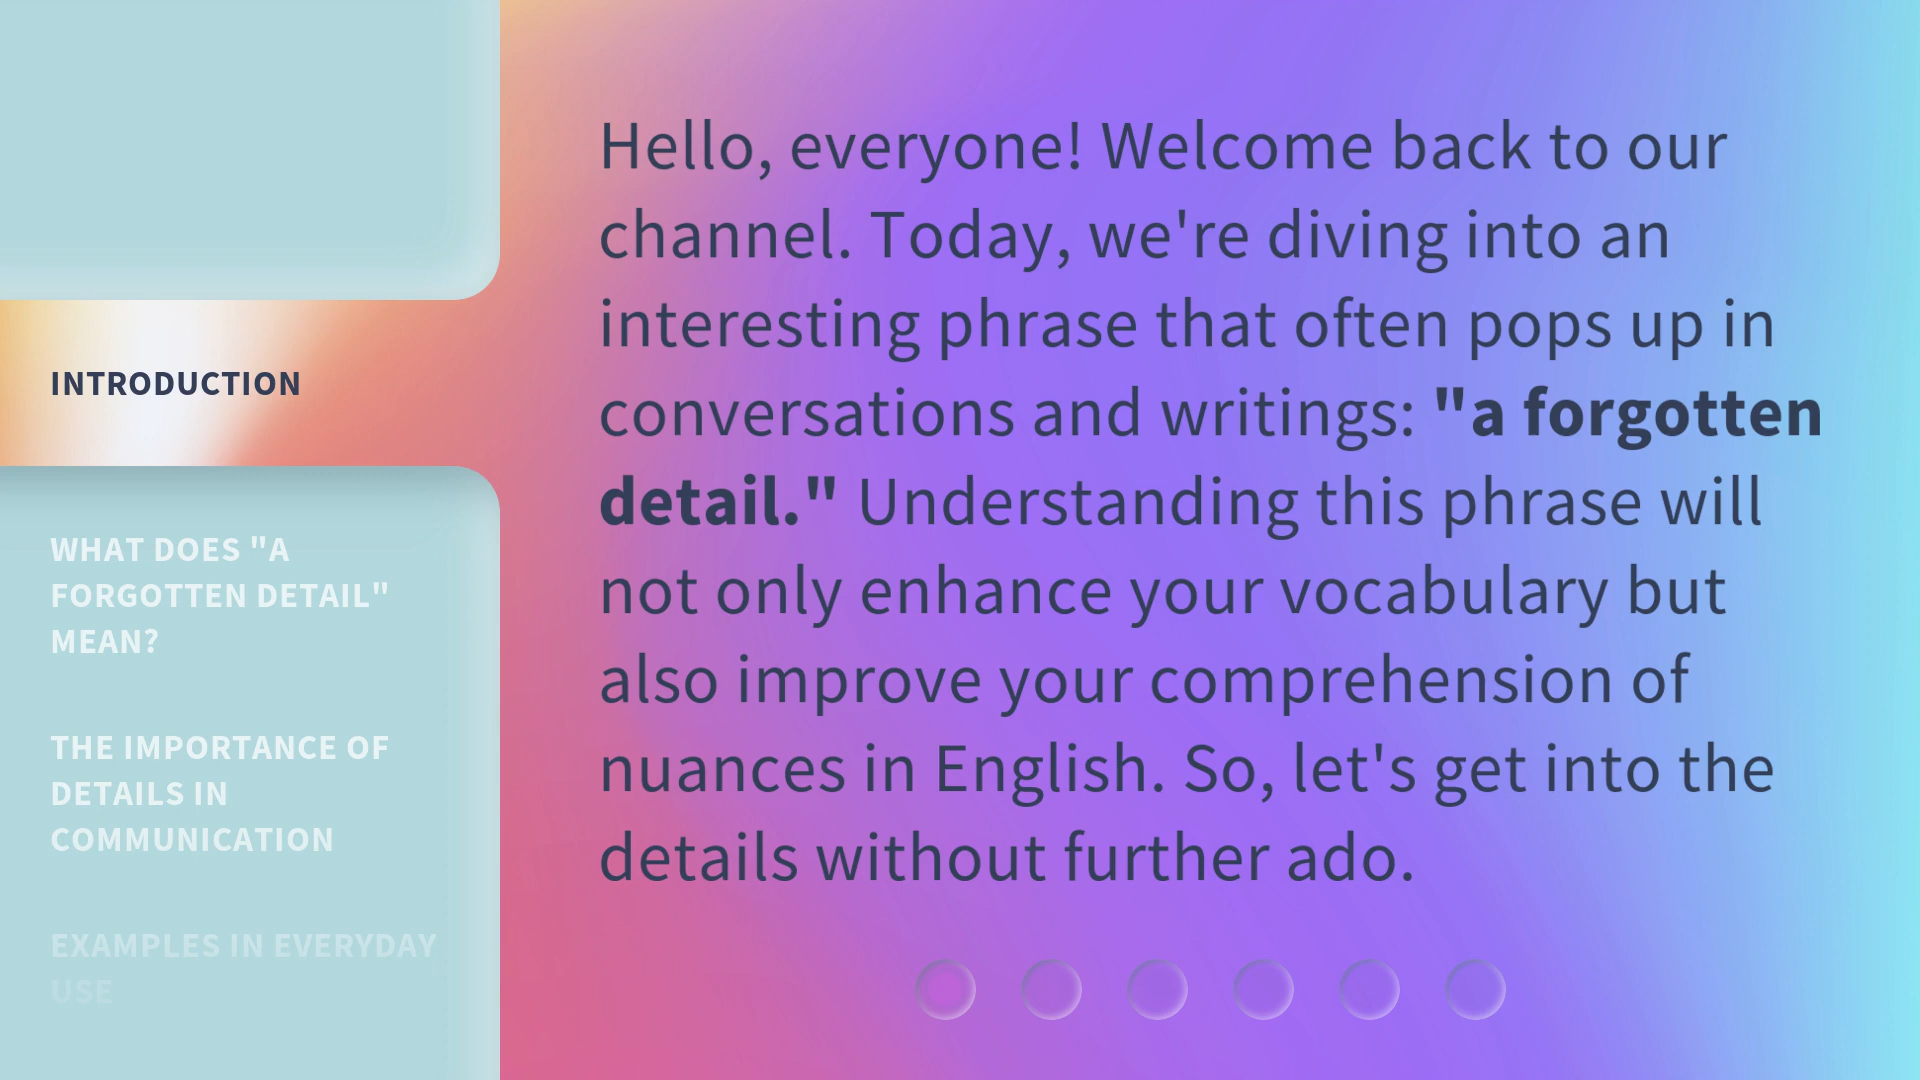 INTRODUCTION
WHAT DOES "A
FORGOTTEN DETAIL"
MEAN?
THE IMPORTANCE OF
DETAILS IN
COMMUNICATION
EXAMPLES IN EVERYDAY
USE
Hello, everyone! Welcome back to our
channel. Today, we're diving into an
interesting phrase that often pops up in
conversations and writings: "a forgotten
detail." Understanding this phrase will
not only enhance your vocabulary but
also improve your comprehension of
nuances in English. So, let's get into the
details without further ado.